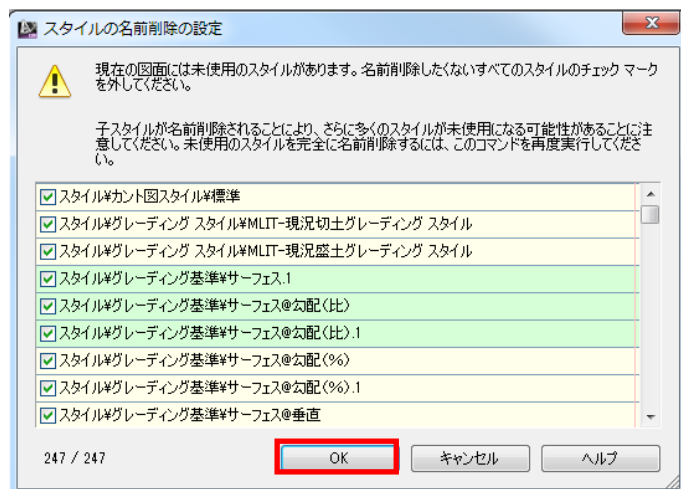 スタイルの名前削除の設定
現在の図面には未使用のスタイルがあります。名前削除したくないすべてのスタイルのチェック マーク
を外してください。
子スタイルが名前削除されることにより、さらに多くのスタイルが未使用になる可能性があることに注
意してください。未使用のスタイルを完全に名前削除するには、このコマンドを再度実行してくださ
い。
スタイル¥カント図スタイル¥標準
スタイル¥グレーディング スタイル¥MLIT-現況切土グレーディング スタイル
スタイル¥グレーディング スタイル¥MLIT-現況盛土グレーディング スタイル
スタイル¥グレーディング基準¥サーフェス.1
スタイル¥グレーディング基準¥サーフェス@勾配(比)
スタイル¥グレーディング基準¥サーフェス@勾配(比).1
スタイル¥グレーディング基準¥サーフェス@勾配(%)
スタイル¥グレーディング基準¥サーフェス@勾配(%).1
スタイル¥グレーディング基準¥サーフェス@垂直
247 / 247 OK キャンセル ヘルプ